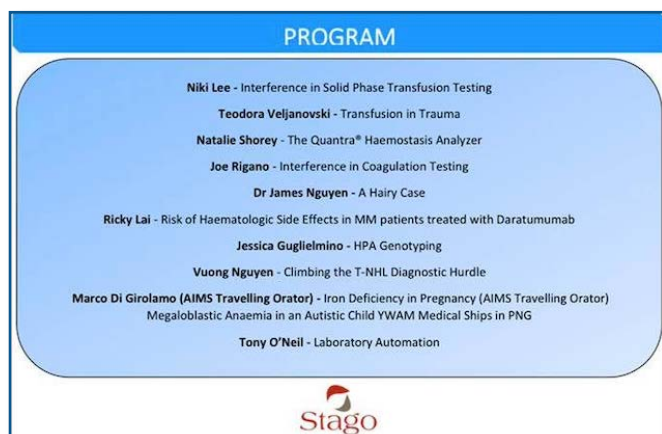 PROGRAM
Niki Lee - Interference in Solid Phase Transfusion Testing
Teodora Veljanovski - Transfusion in Trauma
Natalie Shorey - The Quantra® Haemostasis Analyzer
Joe Rigano - Interference in Coagulation Testing
Dr James Nguyen - A Hairy Case
Ricky Lai - Risk of Haematologic Side Effects in MM patients treated with Daratumumab
Jessica Guglielmino - HPA Genotyping
Vuong Nguyen - Climbing the T-NHL Diagnostic Hurdle
Marco Di Girolamo (AIMS Travelling Orator) - Iron Deficiency in Pregnancy (AIMS Travelling Orator)
Megaloblastic Anaemia in an Autistic Child YWAM Medical Ships in PNG
Tony O’Neil - Laboratory Automation
Stago